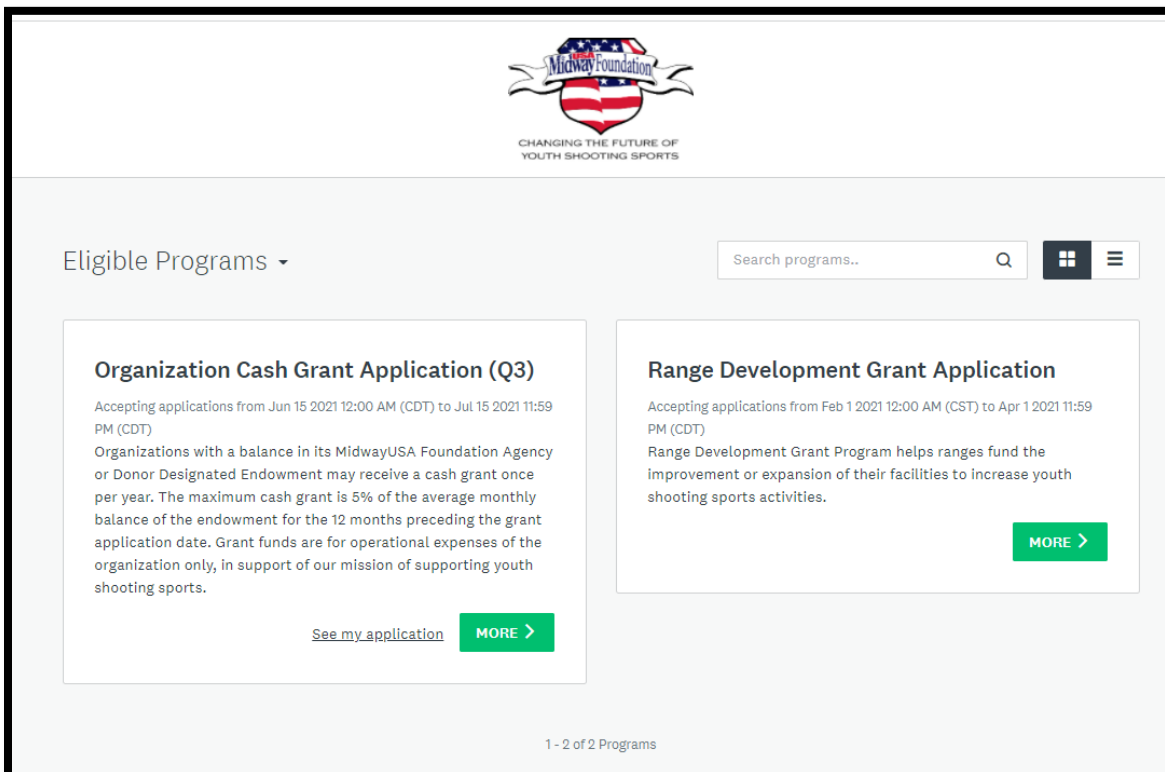 USA
Midway Foundation
CHANGING THE FUTURE OF
YOUTH SHOOTING SPORTS
Eligible Programs
Search programs..
Organization Cash Grant Application (Q3)
Accepting applications from Jun 15 2021 12:00 AM (CDT) to Jul 15 2021 11:59
PM (CDT)
Organizations with a balance in its MidwayUSA Foundation Agency
or Donor Designated Endowment may receive a cash grant once
per year. The maximum cash grant is 5% of the average monthly
balance of the endowment for the 12 months preceding the grant
application date. Grant funds are for operational expenses of the
organization only, in support of our mission of supporting youth
shooting sports.
See my application
MORE
Range Development Grant Application
Accepting applications from Feb 1 2021 12:00 AM (CST) to Apr 1 2021 11:59
PM (CDT)
Range Development Grant Program helps ranges fund the
improvement or expansion of their facilities to increase youth
shooting sports activities.
MORE
1 - 2 of 2 Programs